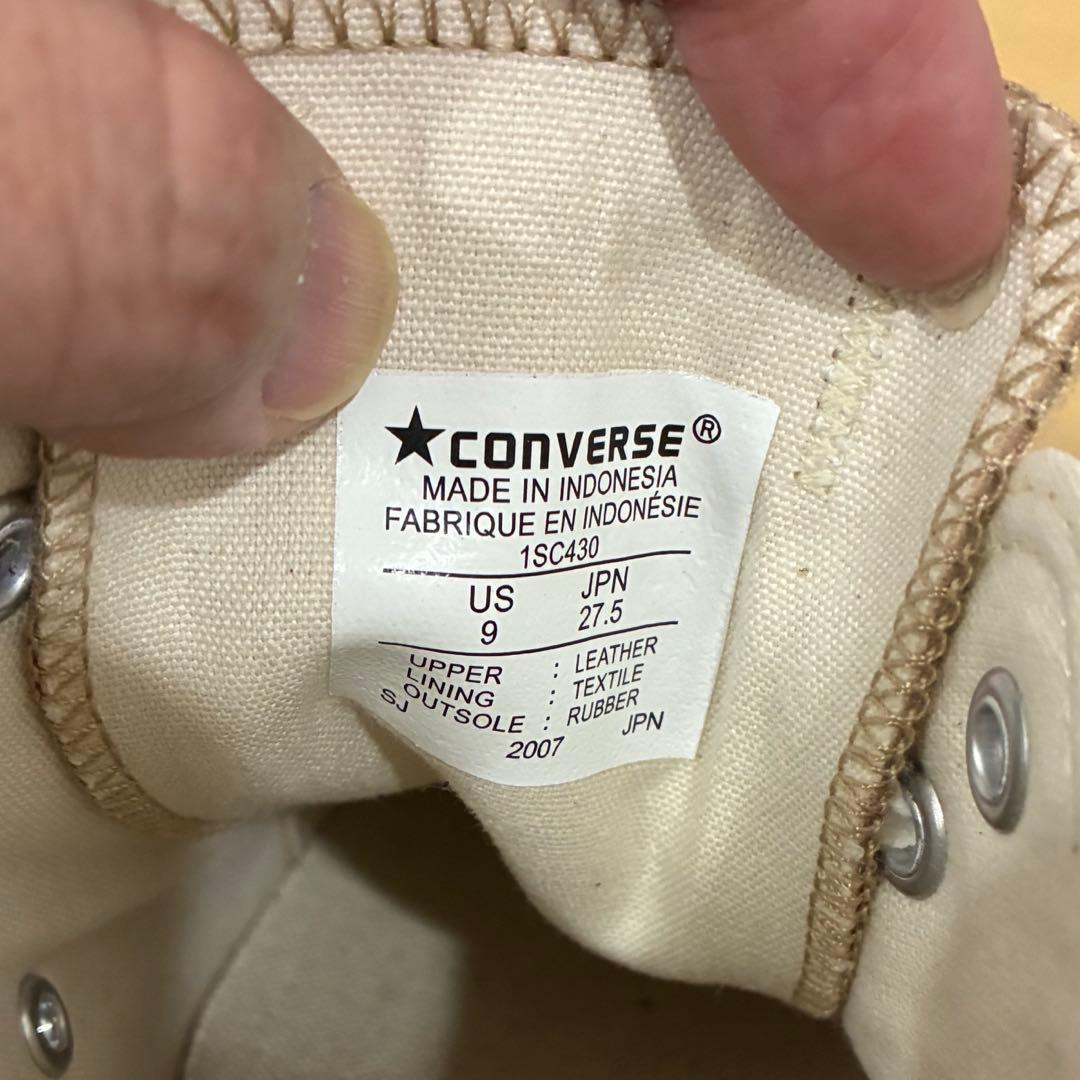 ★CONVERSE®
MADE IN INDONESIA
FABRIQUE EN INDONÉSIE
1SC430
US JPN
9 27.5
UPPER : LEATHER
LINING : TEXTILE
OUTSOLE : RUBBER
SJ JPN
2007